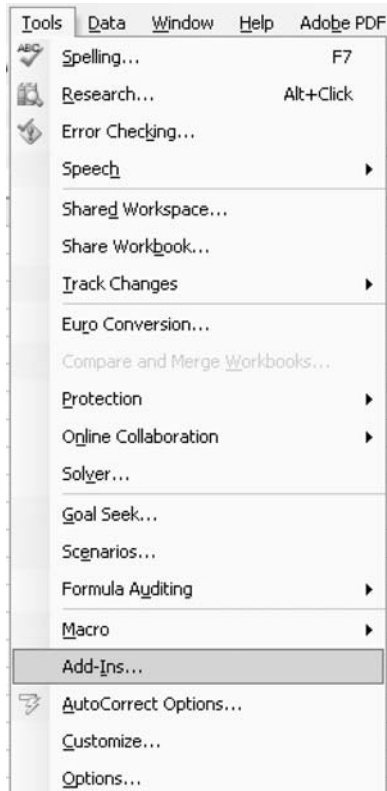 Tools Data Window Help Adobe PDF
ABC Spelling... F7
Research... Alt+Click
Error Checking...
Speech
Shared Workspace...
Share Workbook...
Track Changes
Euro Conversion...
Compare and Merge Workbooks...
Protection
Online Collaboration
Solver...
Goal Seek...
Scenarios...
Formula Auditing
Macro
Add-Ins...
AutoCorrect Options...
Customize...
Options...